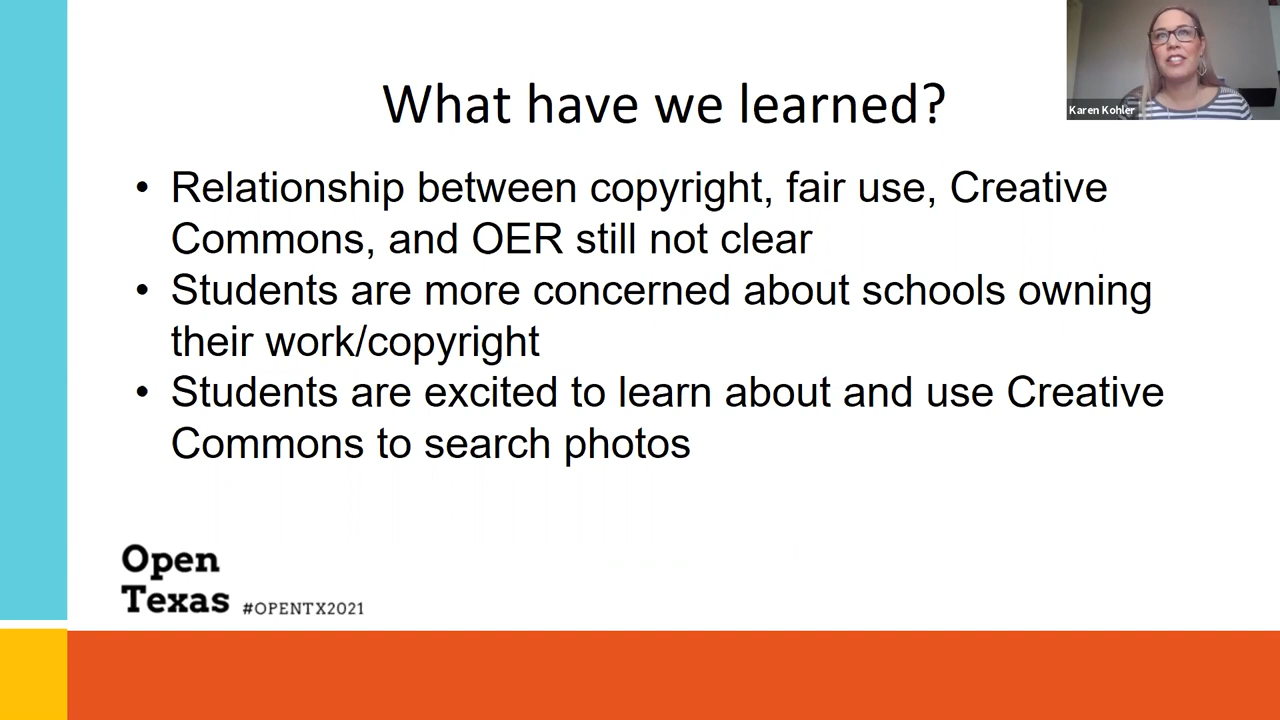 Karen Kohler
What have we learned?
• Relationship between copyright, fair use, Creative
Commons, and OER still not clear
• Students are more concerned about schools owning
their work/copyright
• Students are excited to learn about and use Creative
Commons to search photos
Open
Texas #OPENTX2021